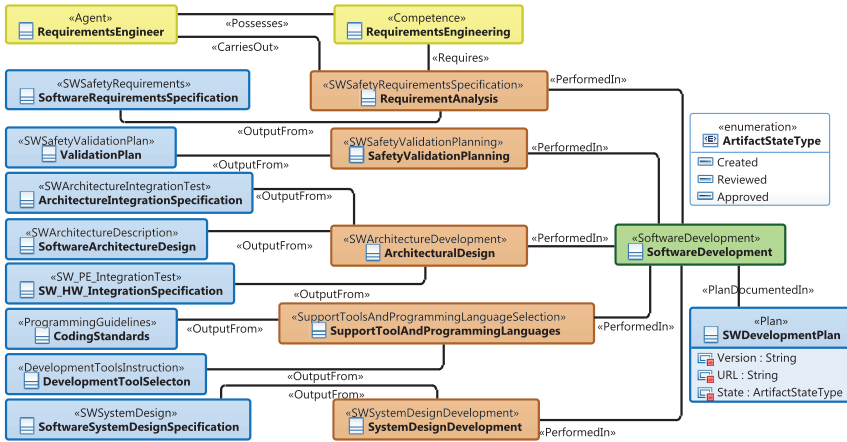 «Agent»
RequirementsEngineer
«Possesses»
«Competence»
RequirementsEngineering
«CarriesOut»
«Requires»
«SWSafetyRequirements»
SoftwareRequirementsSpecification
«SWSafetyRequirementsSpecification»
RequirementAnalysis
«PerformedIn»
«OutputFrom»
«SWSafetyValidationPlan»
ValidationPlan
«OutputFrom»
«SWSafetyValidationPlanning»
SafetyValidationPlanning
«PerformedIn»
«enumeration»
ArtifactStateType
Created
Reviewed
Approved
«SWArchitectureIntegrationTest»
ArchitectureIntegrationSpecification
«OutputFrom»
«SWArchitectureDescription»
SoftwareArchitectureDesign
«OutputFrom»
«SWArchitectureDevelopment»
ArchitecturalDesign
«PerformedIn»
«SoftwareDevelopment»
SoftwareDevelopment
«SW_PE_IntegrationTest»
SW_HW_IntegrationSpecification
«OutputFrom»
«PlanDocumentedIn»
«ProgrammingGuidelines»
CodingStandards
«OutputFrom»
«SupportToolsAndProgrammingLanguageSelection»
SupportToolAndProgrammingLanguages
«PerformedIn»
«Plan»
SWDevelopmentPlan
Version : String
URL : String
State : ArtifactStateType
«DevelopmentToolsInstruction»
DevelopmentToolSelecton
«OutputFrom»
«OutputFrom»
«SWSystemDesign»
SoftwareSystemDesignSpecification
«SWSystemDesignDevelopment»
SystemDesignDevelopment
«PerformedIn»